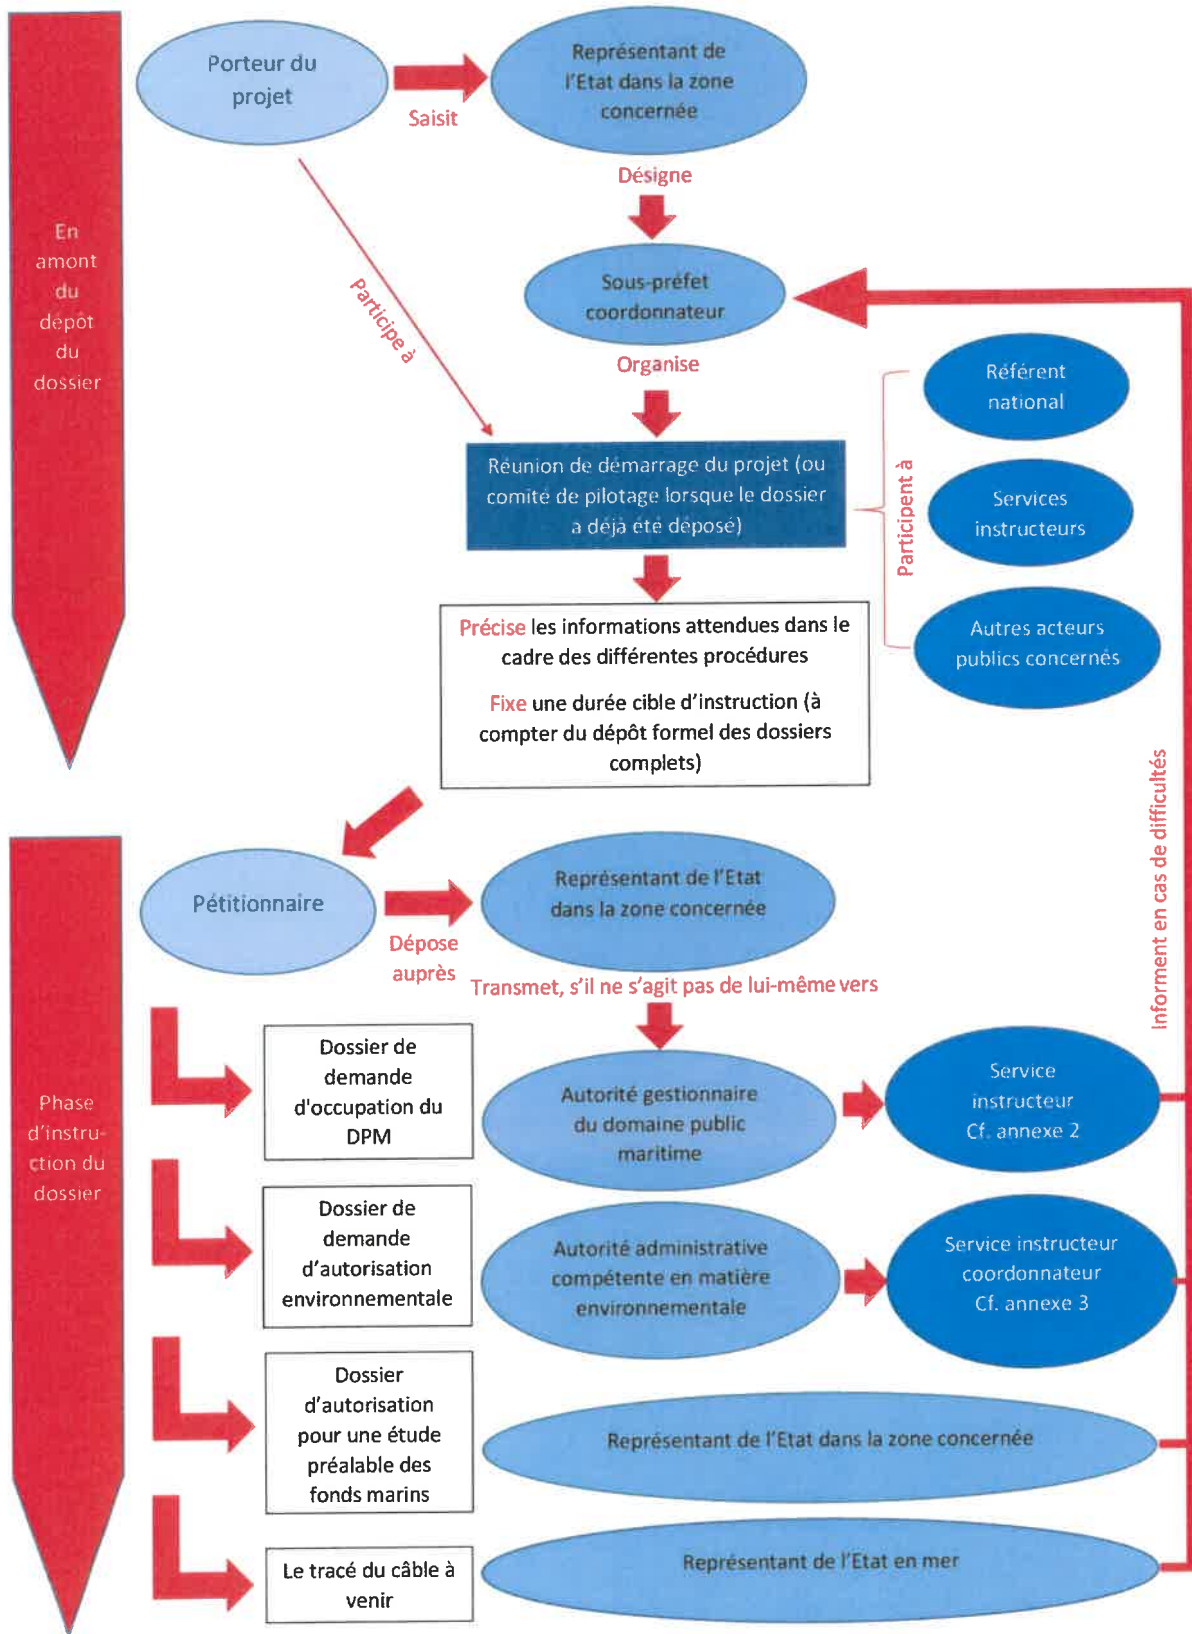 Porteur du
projet
Saisit
Représentant de
l'Etat dans la zone
concernée
Désigne
En
amont
du
dépôt
du
dossier
Sous-préfet
coordonnateur
Participe à
Organise
Référent
national
Réunion de démarrage du projet (ou
comité de pilotage lorsque le dossier
a déjà été déposé)
Participent à
Services
instructeurs
Autres acteurs
publics concernés
Précise les informations attendues dans le
cadre des différentes procédures
Fixe une durée cible d'instruction (à
compter du dépôt formel des dossiers
complets)
Informent en cas de difficultés
Pétitionnaire
Dépose
auprès
Représentant de l'Etat
dans la zone concernée
Transmet, s'il ne s'agit pas de lui-même vers
Phase
d'instru-
ction du
dossier
Dossier de
demande
d'occupation du
DPM
Autorité gestionnaire
du domaine public
maritime
Service
instructeur
Cf. annexe 2
Dossier de
demande
d'autorisation
environnementale
Autorité administrative
compétente en matière
environnementale
Service instructeur
coordonnateur
Cf. annexe 3
Dossier
d'autorisation
pour une étude
préalable des
fonds marins
Représentant de l'Etat dans la zone concernée
Le tracé du câble à
venir
Représentant de l'Etat en mer